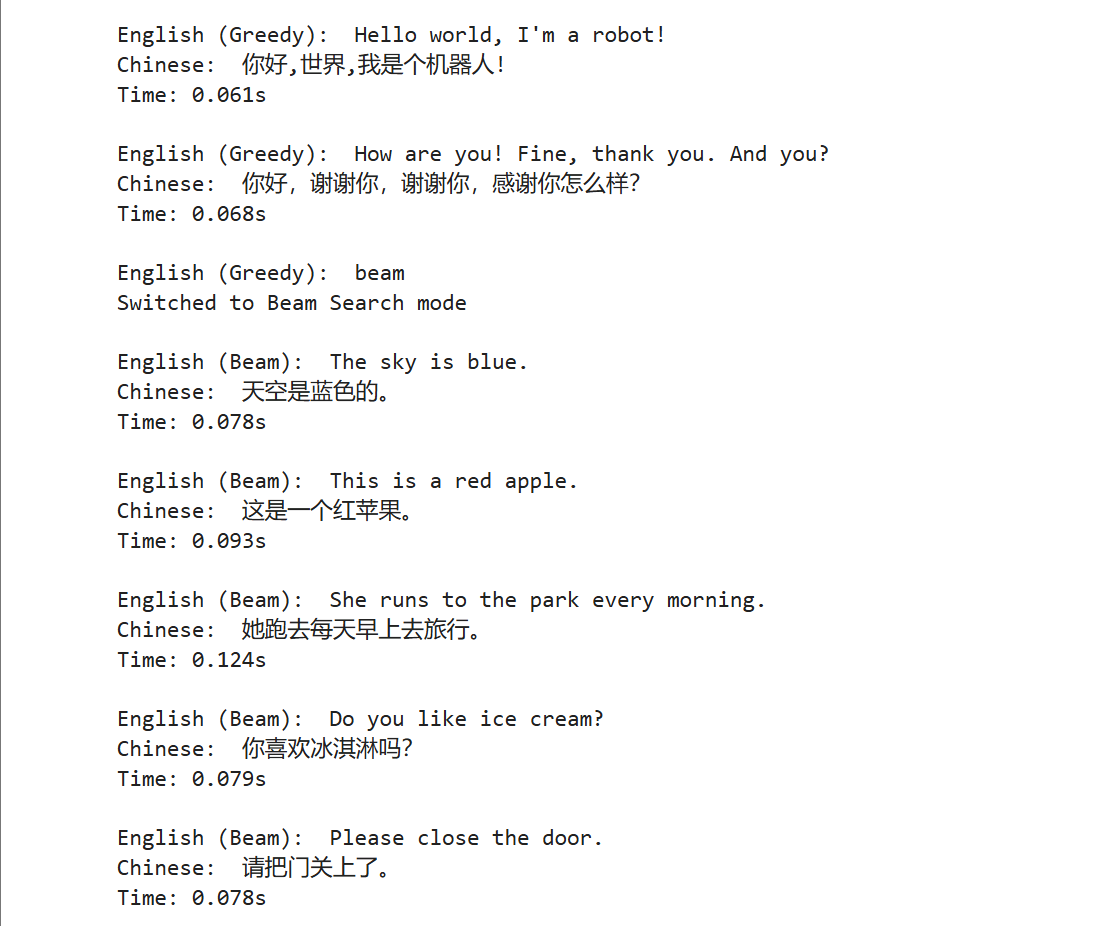 English (Greedy):  Hello world, I'm a robot!
Chinese:  你好,世界,我是个机器人!
Time: 0.061s
English (Greedy):  How are you! Fine, thank you. And you?
Chinese:  你好，谢谢你，谢谢你，感谢你怎么样？
Time: 0.068s
English (Greedy):  beam
Switched to Beam Search mode
English (Beam):  The sky is blue.
Chinese:  天空是蓝色的。
Time: 0.078s
English (Beam):  This is a red apple.
Chinese:  这是一个红苹果。
Time: 0.093s
English (Beam):  She runs to the park every morning.
Chinese:  她跑去每天早上去旅行。
Time: 0.124s
English (Beam):  Do you like ice cream?
Chinese:  你喜欢冰淇淋吗？
Time: 0.079s
English (Beam):  Please close the door.
Chinese:  请把门关上了。
Time: 0.078s